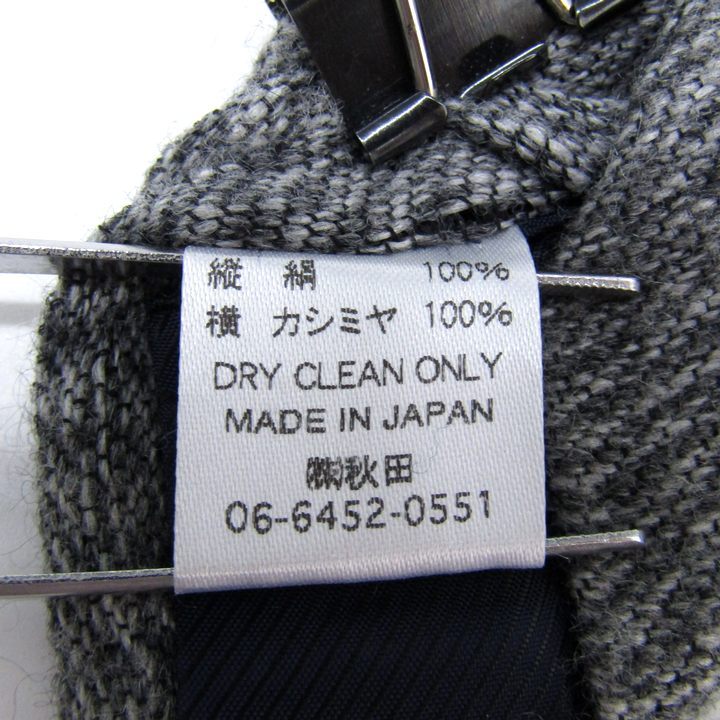 縦 絹 100%
横 カシミヤ 100%
DRY CLEAN ONLY
MADE IN JAPAN
㈱秋田
06-6452-0551